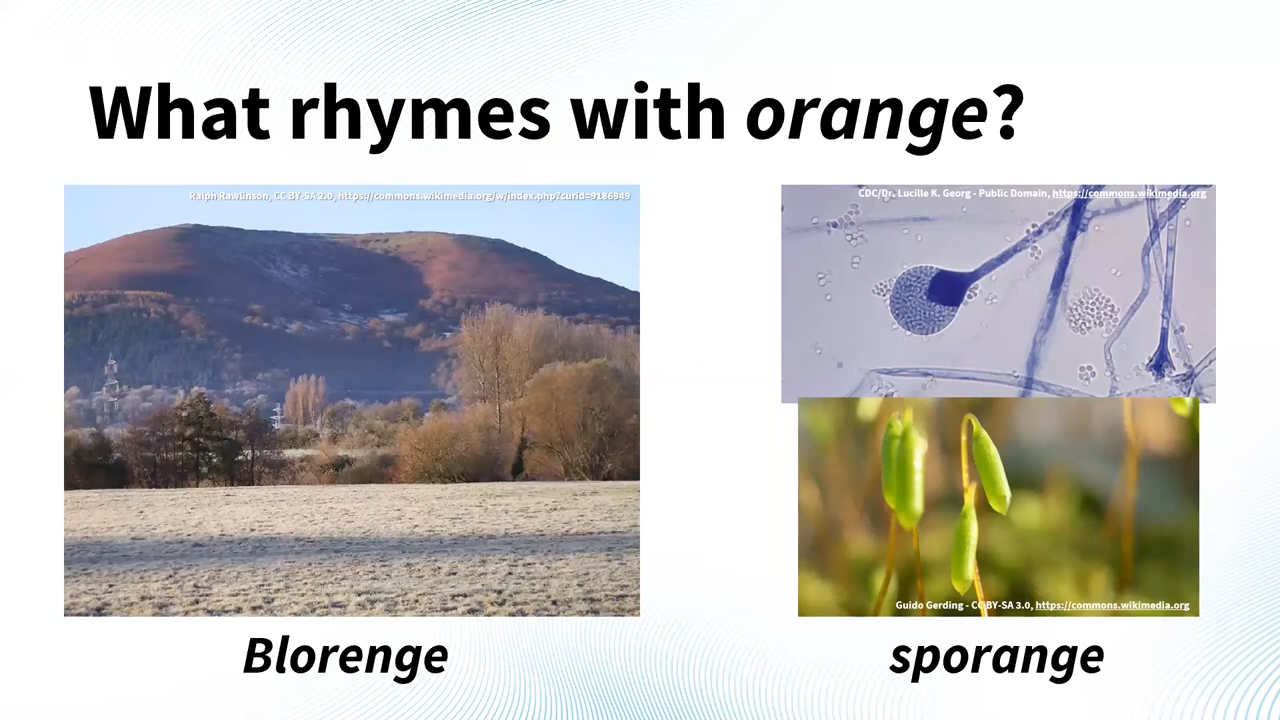 What rhymes with orange?
Ralph Rawlinson, CC BY-SA 2.0, https://commons.wikimedia.org/w/index.php?curid=9186949
CDC/Dr. Lucille K. Georg - Public Domain, https://commons.wikimedia.org
Guido Gerding - CC BY-SA 3.0, https://commons.wikimedia.org
Blorenge
sporange